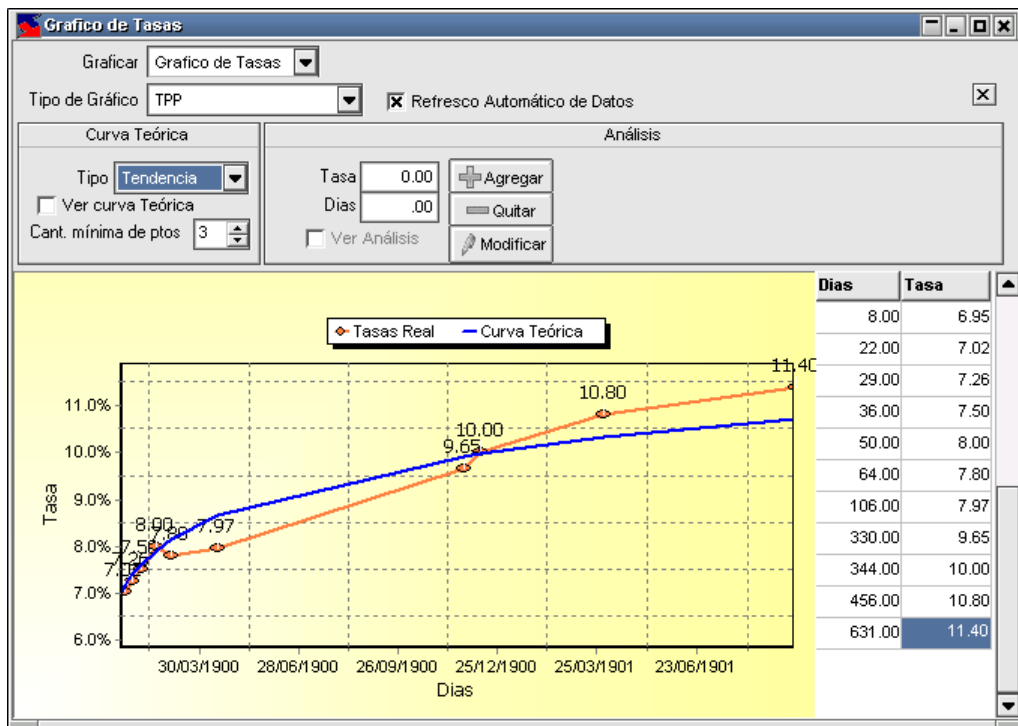 Grafico de Tasas
Graficar Grafico de Tasas
Tipo de Gráfico TPP Refresco Automático de Datos
Curva Teórica
Tipo Tendencia
Ver curva Teórica
Cant. mínima de ptos 3
Análisis
Tasa 0.00 Agregar
Dias .00 Quitar
Ver Análisis Modificar
Tasas Real Curva Teórica
11.40
10.80
10.00
9.65
8.00
7.97
Tasa
11.0%
10.0%
9.0%
8.0%
7.0%
6.0%
30/03/1900 28/06/1900 26/09/1900 25/12/1900 25/03/1901 23/06/1901
Dias
Dias Tasa
8.00 6.95
22.00 7.02
29.00 7.26
36.00 7.50
50.00 8.00
64.00 7.80
106.00 7.97
330.00 9.65
344.00 10.00
456.00 10.80
631.00 11.40